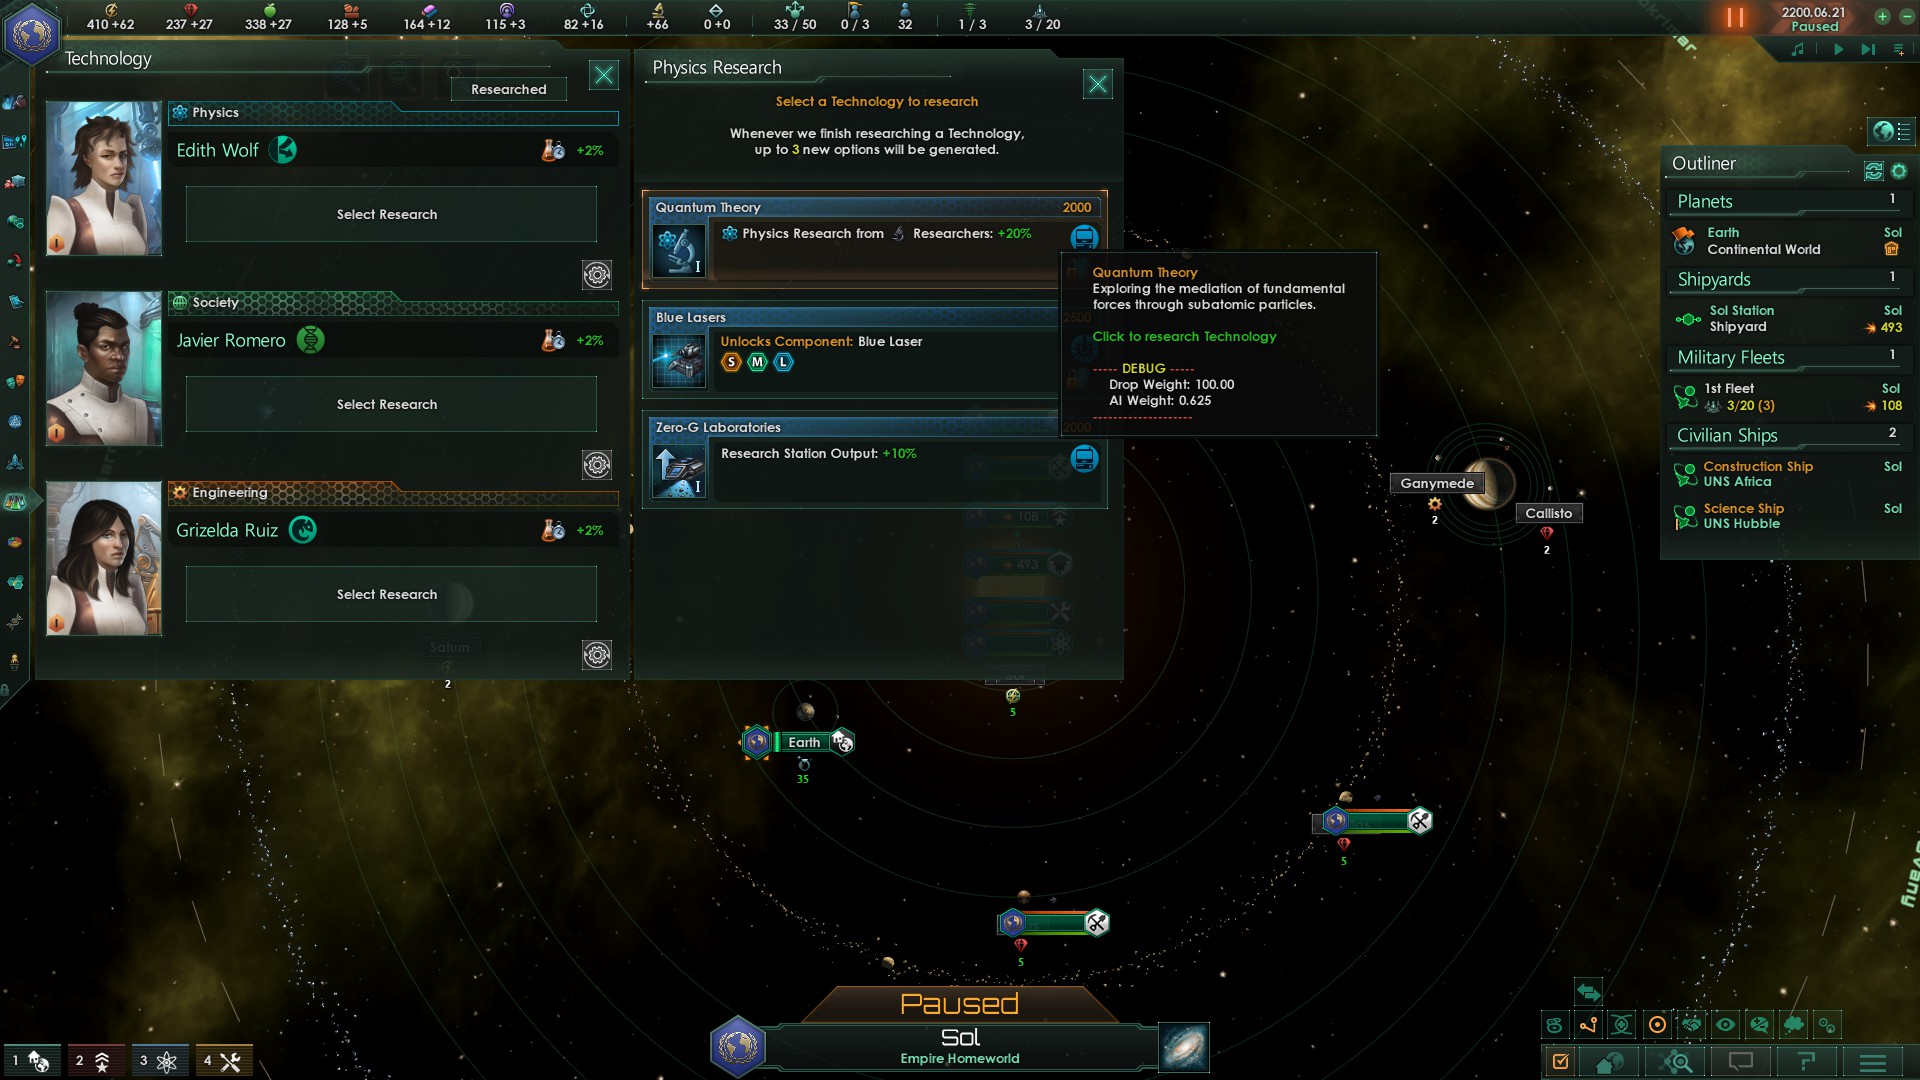 410 +62
237 +27
338 +27
128 +5
164 +12
115 +3
82 +16
+66
0 +0
33 / 50
0 / 3
32
1 / 3
3 / 20
2200.06.21
Paused
Technology
Researched
Physics
Edith Wolf
+2%
Select Research
Society
Javier Romero
+2%
Select Research
Engineering
Grizelda Ruiz
+2%
Select Research
Physics Research
Select a Technology to research
Whenever we finish researching a Technology,
up to 3 new options will be generated.
Quantum Theory 2000
Physics Research from Researchers: +20%
I
Blue Lasers 2500
Unlocks Component: Blue Laser
S M L
Zero-G Laboratories 2000
Research Station Output: +10%
I
Quantum Theory
Exploring the mediation of fundamental
forces through subatomic particles.
Click to research Technology
----- DEBUG -----
Drop Weight: 100.00
AI Weight: 0.625
--------------------
108
493
Outliner
Planets 1
Earth Sol
Continental World
Shipyards 1
Sol Station Sol
Shipyard 493
Military Fleets 1
1st Fleet Sol
3/20 (3) 108
Civilian Ships 2
Construction Ship Sol
UNS Africa
Science Ship Sol
UNS Hubble
Ganymede
2
Callisto
2
Saturn
2
Sol
5
Earth
35
5
5
Paused
Sol
Empire Homeworld
1
2
3
4